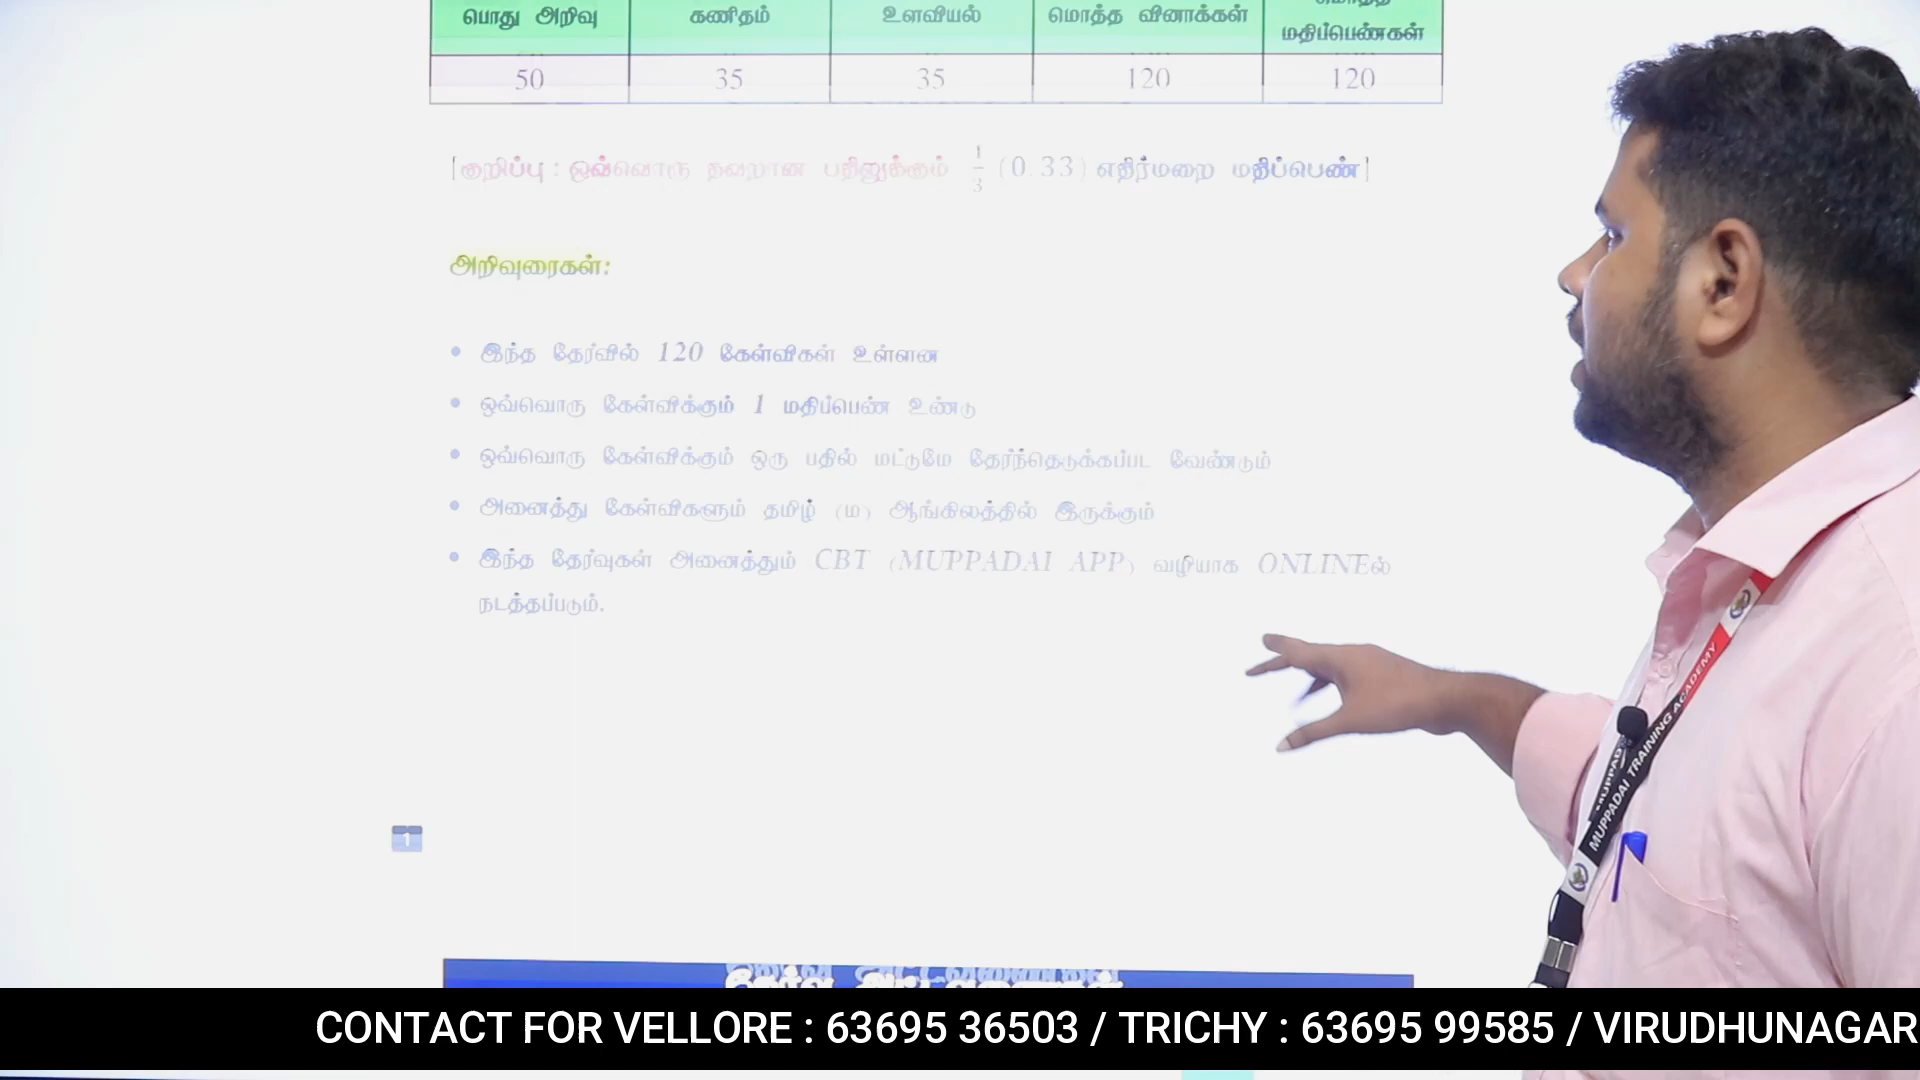 பொது அறிவு கணிதம் உளவியல் மொத்த வினாக்கள் மொத்த மதிப்பெண்கள்
50 35 35 120 120
[குறிப்பு : ஒவ்வொரு தவறான பதிலுக்கும் 1/3 (0.33) எதிர்மறை மதிப்பெண்]
அறிவுரைகள்:
• இந்த தேர்வில் 120 கேள்விகள் உள்ளன
• ஒவ்வொரு கேள்விக்கும் 1 மதிப்பெண் உண்டு
• ஒவ்வொரு கேள்விக்கும் ஒரு பதில் மட்டுமே தேர்ந்தெடுக்கப்பட வேண்டும்
• அனைத்து கேள்விகளும் தமிழ் (ம) ஆங்கிலத்தில் இருக்கும்
• இந்த தேர்வுகள் அனைத்தும் CBT (MUPPADAI APP) வழியாக ONLINEல்
நடத்தப்படும்.
1
MUPPADAI TRAINING ACADEMY
CONTACT FOR VELLORE : 63695 36503 / TRICHY : 63695 99585 / VIRUDHUNAGAR